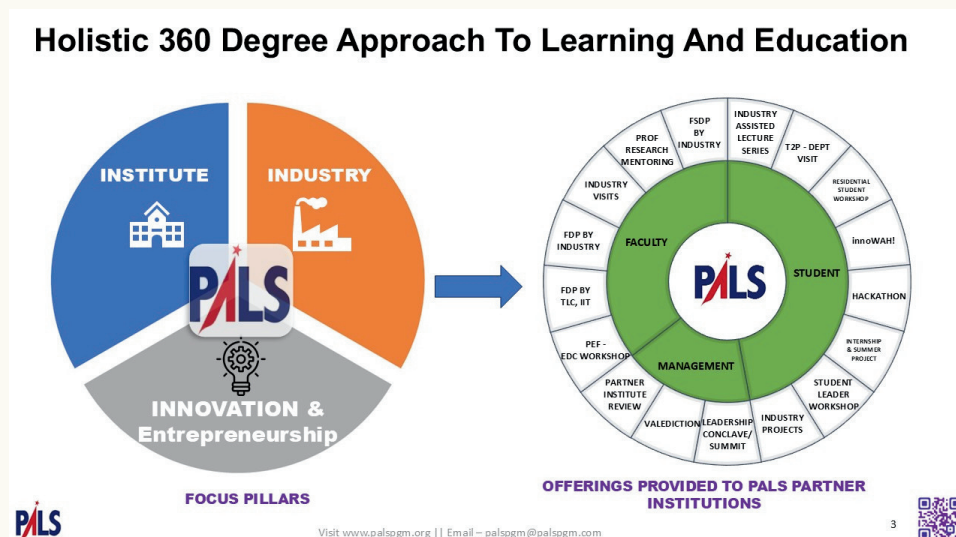 Holistic 360 Degree Approach To Learning And Education
INSTITUTE
INDUSTRY
PALS
INNOVATION &
Entrepreneurship
FOCUS PILLARS
INDUSTRY
ASSISTED
LECTURE
SERIES
T2P - DEPT
VISIT
RESIDENTIAL
STUDENT
WORKSHOP
innoWAH!
HACKATHON
INTERNSHIP
& SUMMER
PROJECT
STUDENT
LEADER
WORKSHOP
INDUSTRY
PROJECTS
LEADERSHIP
CONCLAVE/
SUMMIT
VALEDICTION
PARTNER
INSTITUTE
REVIEW
PEF -
EDC WORKSHOP
FDP BY
TLC, IIT
FDP BY
INDUSTRY
INDUSTRY
VISITS
PROF
RESEARCH
MENTORING
FSDP
BY
INDUSTRY
FACULTY
STUDENT
MANAGEMENT
PALS
OFFERINGS PROVIDED TO PALS PARTNER
INSTITUTIONS
PALS
Visit www.palspgm.org || Email – palspgm@palspgm.com
3